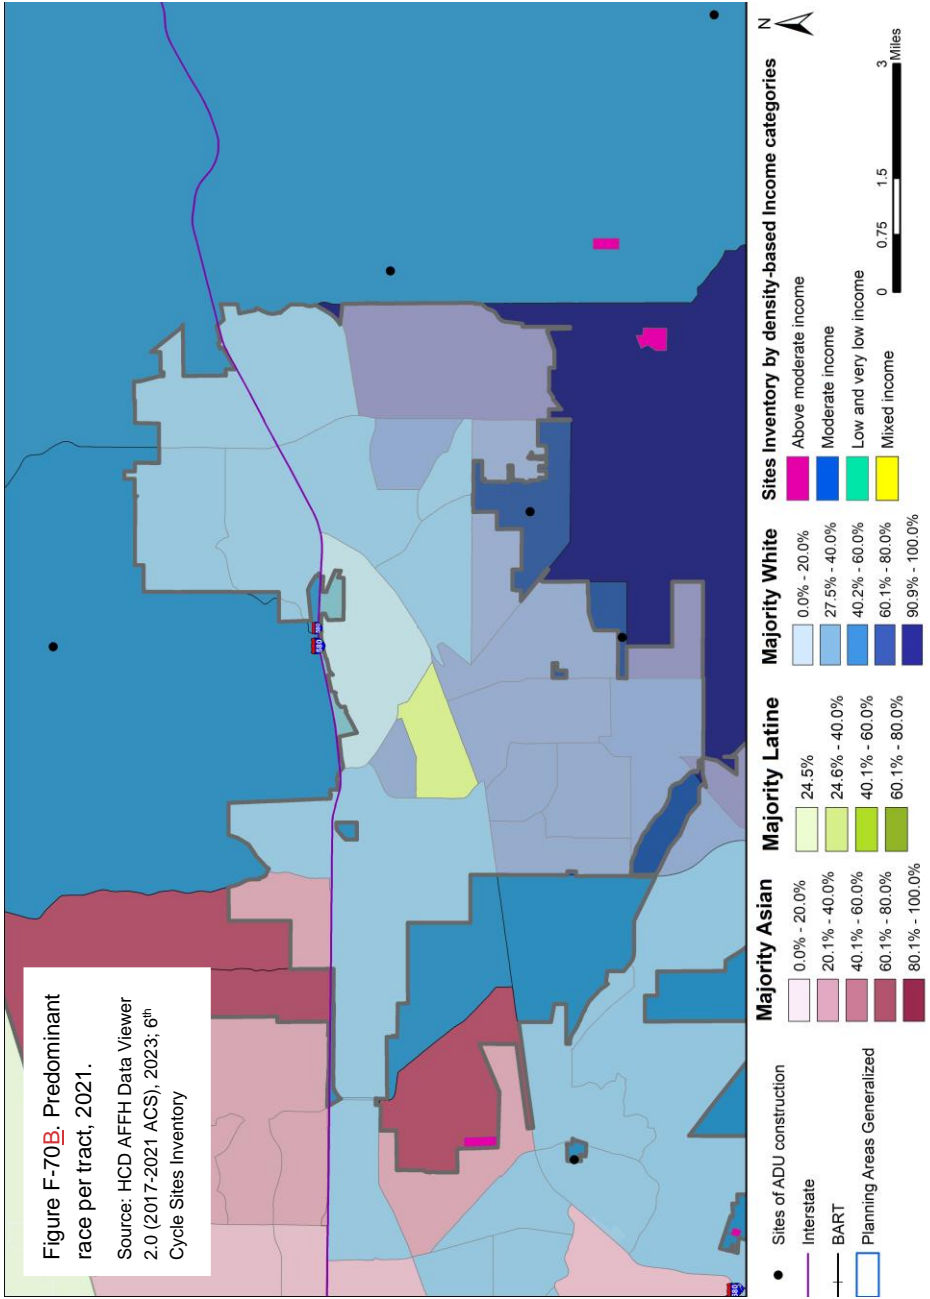 Figure F-70B. Predominant
race per tract, 2021.
Source: HCD AFFH Data Viewer
2.0 (2017-2021 ACS), 2023; 6th
Cycle Sites Inventory
580
680
N
Sites of ADU construction
Interstate
BART
Planning Areas Generalized
Majority Asian
0.0% - 20.0%
20.1% - 40.0%
40.1% - 60.0%
60.1% - 80.0%
80.1% - 100.0%
Majority Latine
24.5%
24.6% - 40.0%
40.1% - 60.0%
60.1% - 80.0%
Majority White
0.0% - 20.0%
27.5% - 40.0%
40.2% - 60.0%
60.1% - 80.0%
90.9% - 100.0%
Sites Inventory by density-based Income categories
Above moderate income
Moderate income
Low and very low income
Mixed income
0 0.75 1.5 3
Miles